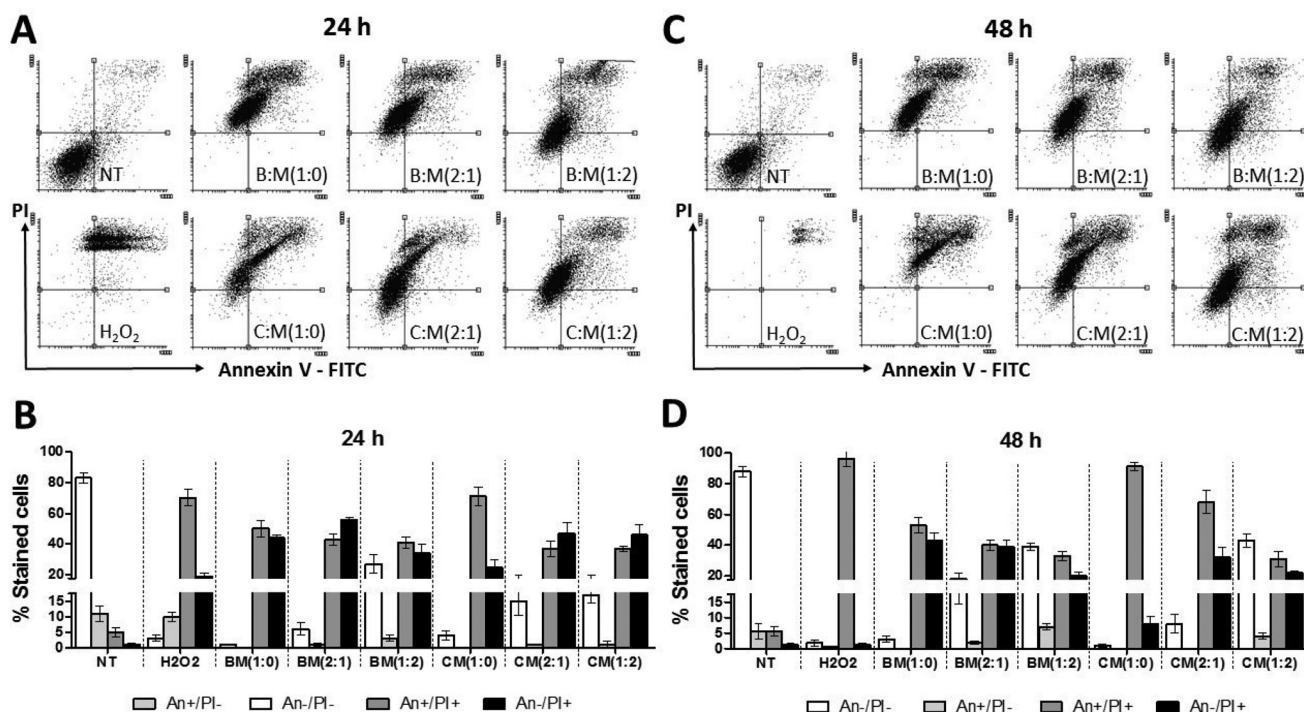 A
24 h
NT
B:M(1:0)
B:M(2:1)
B:M(1:2)
PI
H₂O₂
C:M(1:0)
C:M(2:1)
C:M(1:2)
Annexin V - FITC
C
48 h
NT
B:M(1:0)
B:M(2:1)
B:M(1:2)
PI
H₂O₂
C:M(1:0)
C:M(2:1)
C:M(1:2)
Annexin V - FITC
B
24 h
% Stained cells
100
80
60
40
20
15
10
5
0
NT H2O2 BM(1:0) BM(2:1) BM(1:2) CM(1:0) CM(2:1) CM(1:2)
An+/PI- An-/PI- An+/PI+ An-/PI+
D
48 h
% Stained cells
100
80
60
40
20
15
10
5
0
NT H2O2 BM(1:0) BM(2:1) BM(1:2) CM(1:0) CM(2:1) CM(1:2)
An-/PI- An+/PI- An+/PI+ An-/PI+